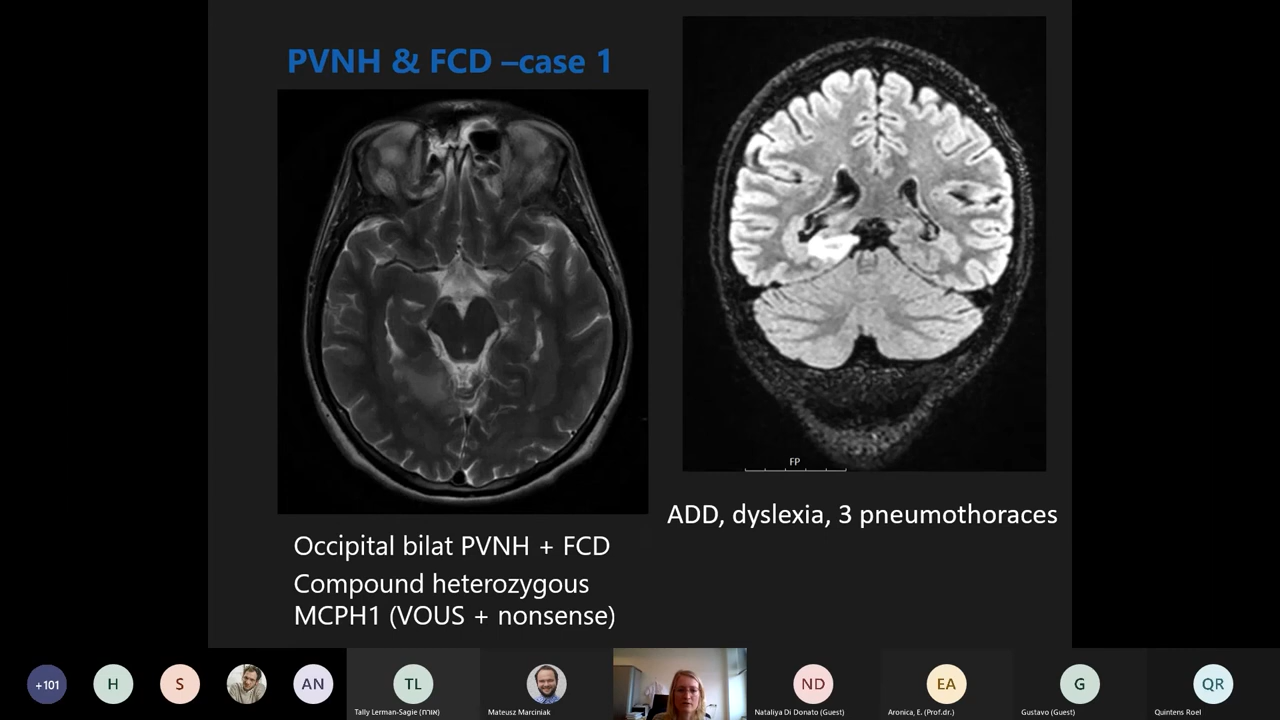 PVNH & FCD –case 1
FP
ADD, dyslexia, 3 pneumothoraces
Occipital bilat PVNH + FCD
Compound heterozygous
MCPH1 (VOUS + nonsense)
+101
H
S
AN
TL
ND
EA
G
QR
Tally Lerman-Sagie (אורח)
Mateusz Marciniak
Nataliya Di Donato (Guest)
Aronica, E. (Prof.dr.)
Gustavo (Guest)
Quintens Roel